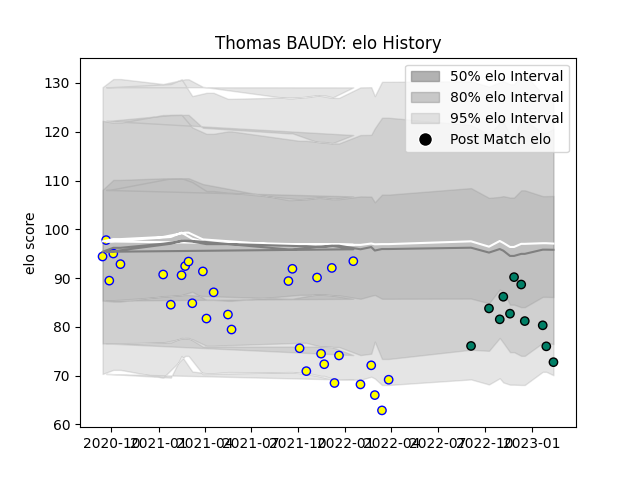 Thomas BAUDY: elo History
50% elo Interval
80% elo Interval
95% elo Interval
Post Match elo
elo score
130
120
110
100
90
80
70
60
2020-10 2021-01 2021-04 2021-07 2021-10 2022-01 2022-04 2022-07 2022-10 2023-01